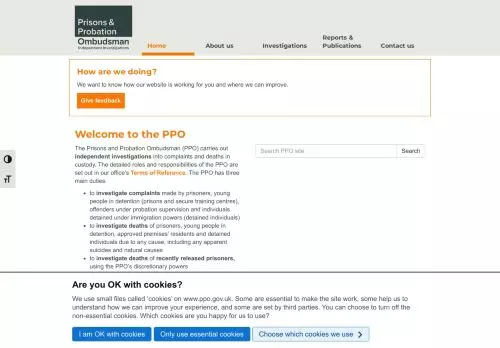 Prisons &
Probation
Ombudsman
Independent Investigations
Home
About us
Investigations
Reports &
Publications
Contact us
How are we doing?
We want to know how our website is working for you and where we can improve.
Give feedback
Welcome to the PPO
The Prisons and Probation Ombudsman (PPO) carries out
independent investigations into complaints and deaths in
custody. The detailed roles and responsibilities of the PPO are
set out in our office's Terms of Reference. The PPO has three
main duties:
• to investigate complaints made by prisoners, young
people in detention (prisons and secure training centres),
offenders under probation supervision and individuals
detained under immigration powers (detained individuals)
• to investigate deaths of prisoners, young people in
detention, approved premises' residents and detained
individuals due to any cause, including any apparent
suicides and natural causes
• to investigate deaths of recently released prisoners,
using the PPO's discretionary powers
Search PPO site
Search
Are you OK with cookies?
We use small files called 'cookies' on www.ppo.gov.uk. Some are essential to make the site work, some help us to
understand how we can improve your experience, and some are set by third parties. You can choose to turn off the
non-essential cookies. Which cookies are you happy for us to use?
I am OK with cookies
Only use essential cookies
Choose which cookies we use